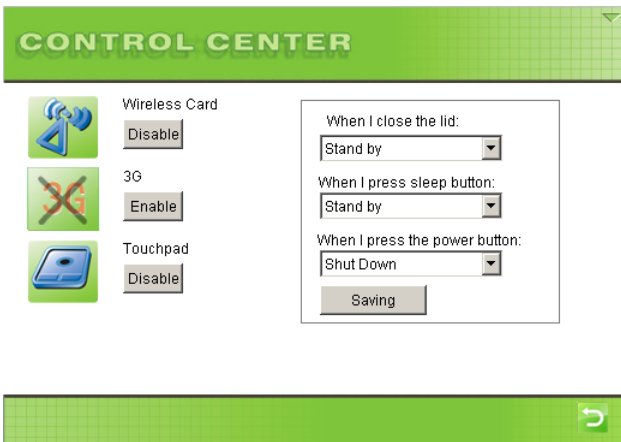 CONTROL CENTER
Wireless Card
Disable
3G
3G
Enable
Touchpad
Disable
When I close the lid:
Stand by
When I press sleep button:
Stand by
When I press the power button:
Shut Down
Saving